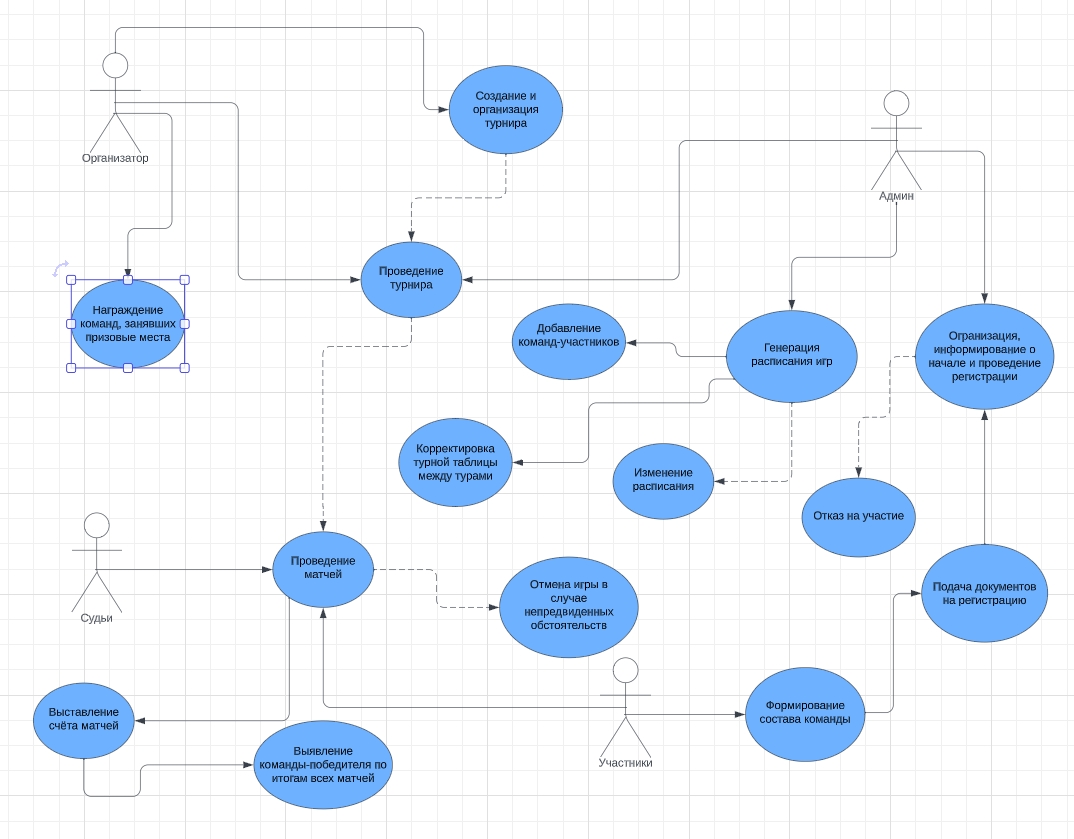 Создание и
организация
турнира
Организатор
Админ
Проведение
турнира
Награждение
команд, занявших
призовые места
Добавление
команд-участников
Генерация
расписания игр
Огранизация,
информирование о
начале и проведение
регистрации
Корректировка
турной таблицы
между турами
Изменение
расписания
Отказ на участие
Проведение
матчей
Отмена игры в
случае
непредвиденных
обстоятельств
Подача документов
на регистрацию
Судьи
Выставление
счёта матчей
Формирование
состава команды
Выявление
команды-победителя по
итогам всех матчей
Участники